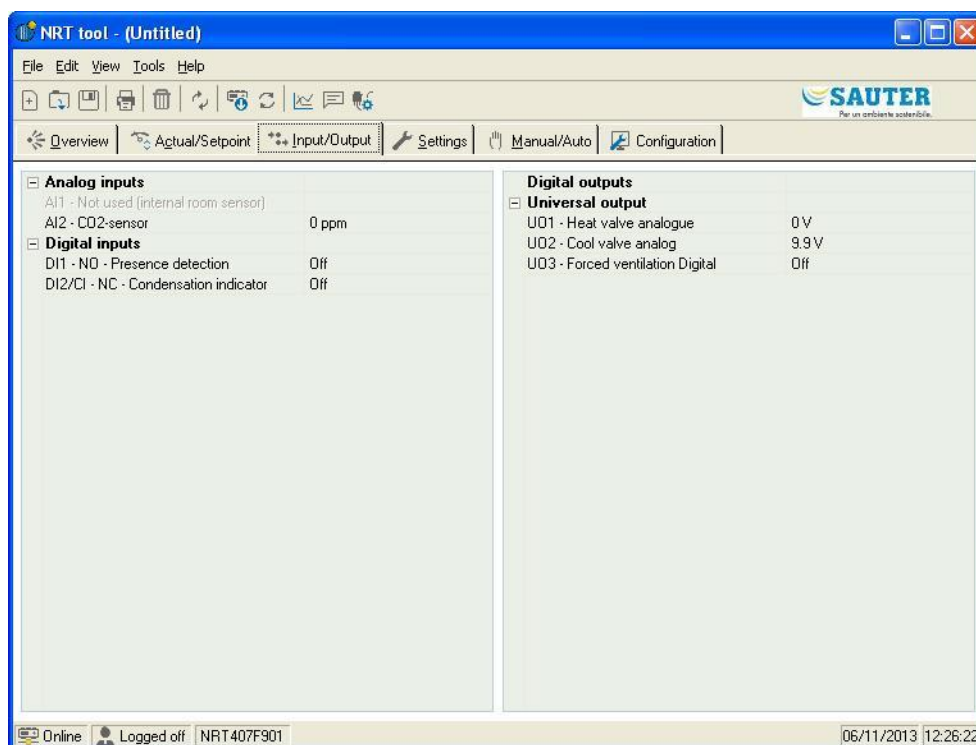 NRT tool - (Untitled)
File Edit View Tools Help
SAUTER
Per un ambiente sostenibile.
Overview Actual/Setpoint Input/Output Settings Manual/Auto Configuration
Analog inputs
AI1 - Not used (internal room sensor)
AI2 - CO2-sensor 0 ppm
Digital inputs
DI1 - NO - Presence detection Off
DI2/CI - NC - Condensation indicator Off
Digital outputs
Universal output
UO1 - Heat valve analogue 0 V
UO2 - Cool valve analog 9.9 V
UO3 - Forced ventilation Digital Off
Online Logged off NRT407F901 06/11/2013 12:26:22